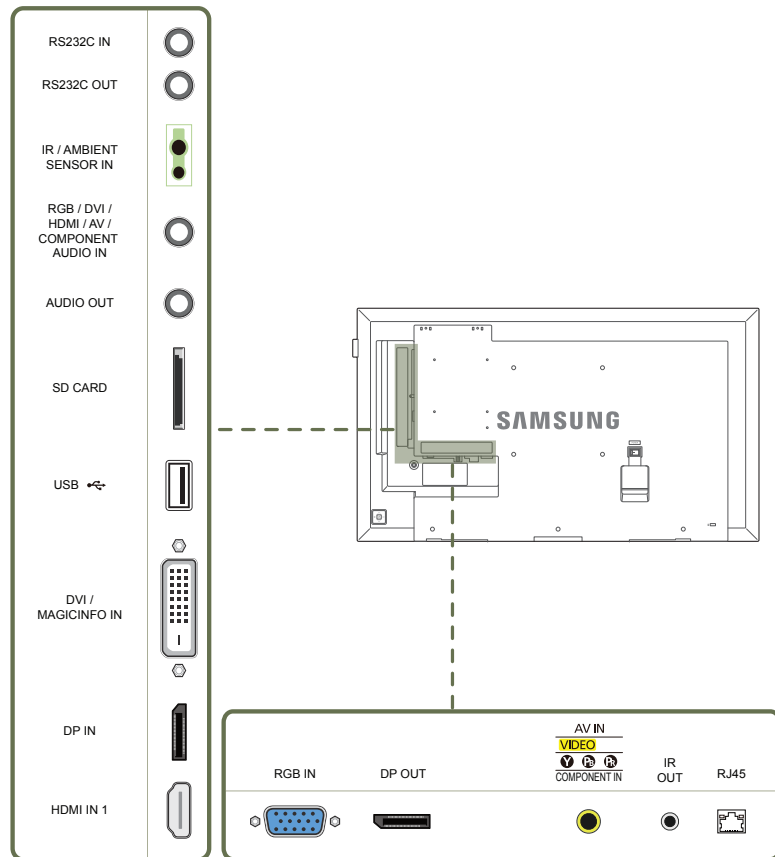 RS232C IN
RS232C OUT
IR / AMBIENT
SENSOR IN
RGB / DVI /
HDMI / AV /
COMPONENT
AUDIO IN
AUDIO OUT
SD CARD
USB
DVI /
MAGICINFO IN
DP IN
HDMI IN 1
SAMSUNG
RGB IN
DP OUT
AV IN
VIDEO
Y PB PR
COMPONENT IN
IR
OUT
RJ45